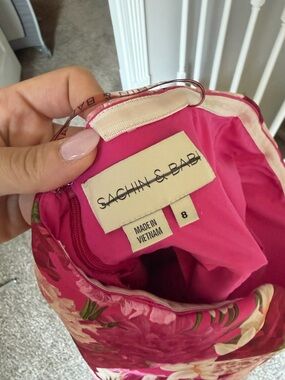 SACHIN & BABI
MADE IN
VIETNAM
8